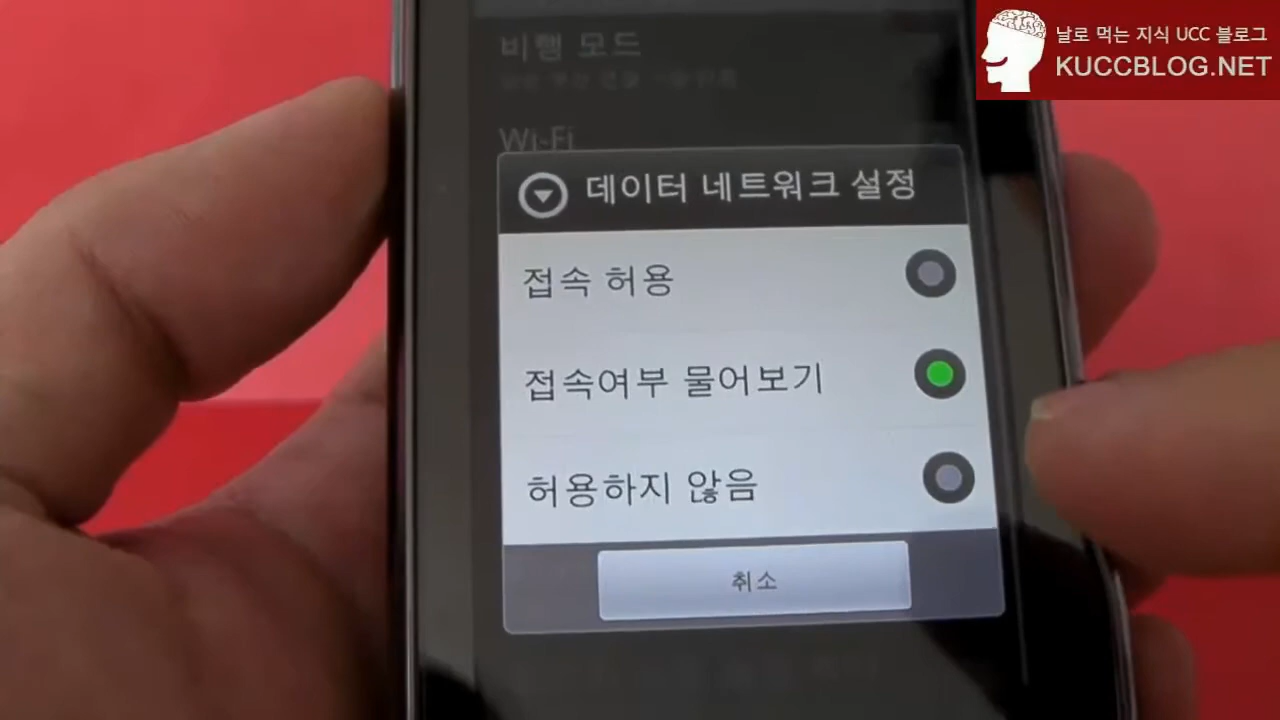 날로 먹는 지식 UCC 블로그
KUCCBLOG.NET
비행 모드
Wi-Fi
데이터 네트워크 설정
접속 허용
접속여부 물어보기
허용하지 않음
취소